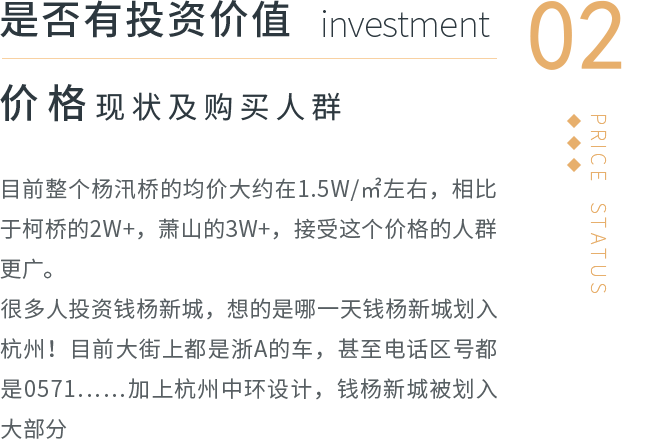 是否有投资价值 investment
02
价格现状及购买人群
PRICE STATUS
目前整个杨汛桥的均价大约在1.5W/㎡左右，相比
于柯桥的2W+，萧山的3W+，接受这个价格的人群
更广。
很多人投资钱杨新城，想的是哪一天钱杨新城划入
杭州！目前大街上都是浙A的车，甚至电话区号都
是0571......加上杭州中环设计，钱杨新城被划入
大部分